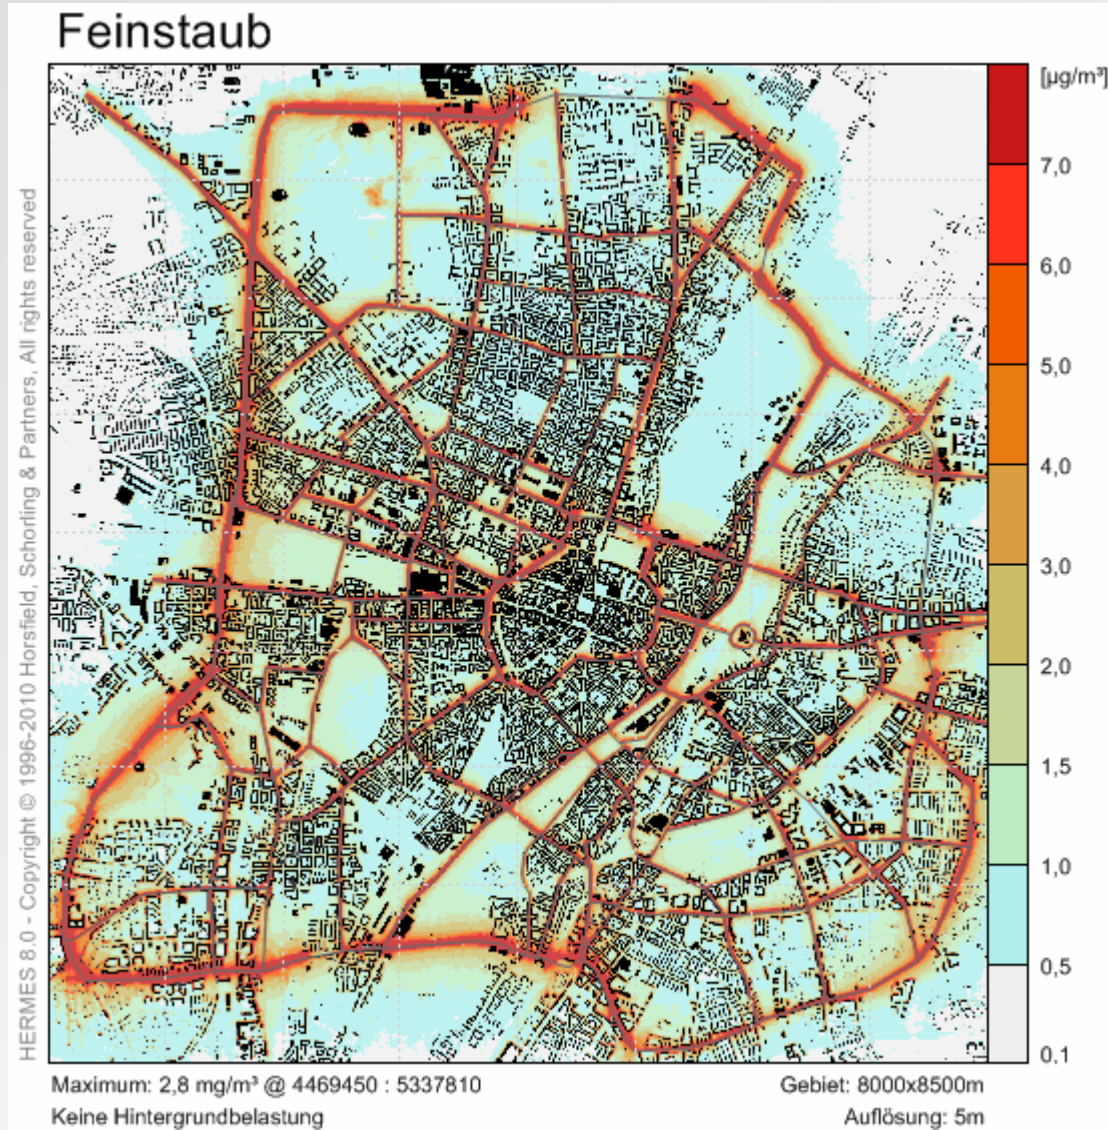 Feinstaub
[µg/m³]
7,0
6,0
5,0
4,0
3,0
2,0
1,5
1,0
0,5
0,1
HERMES 8.0 - Copyright © 1996-2010 Horsfield, Schorling & Partners, All rights reserved
Maximum: 2,8 mg/m³ @ 4469450 : 5337810
Gebiet: 8000x8500m
Keine Hintergrundbelastung
Auflösung: 5m